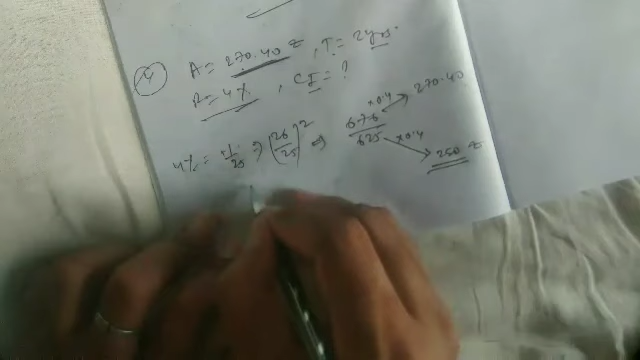 4 A = 270.40 ₹, T = 2 yrs.
R = 4%, CI = ?
4% = 1/25 ⇒ (26/25)² ⇒ 676/625 ×0.4 → 270.40
×0.4 → 250 ₹